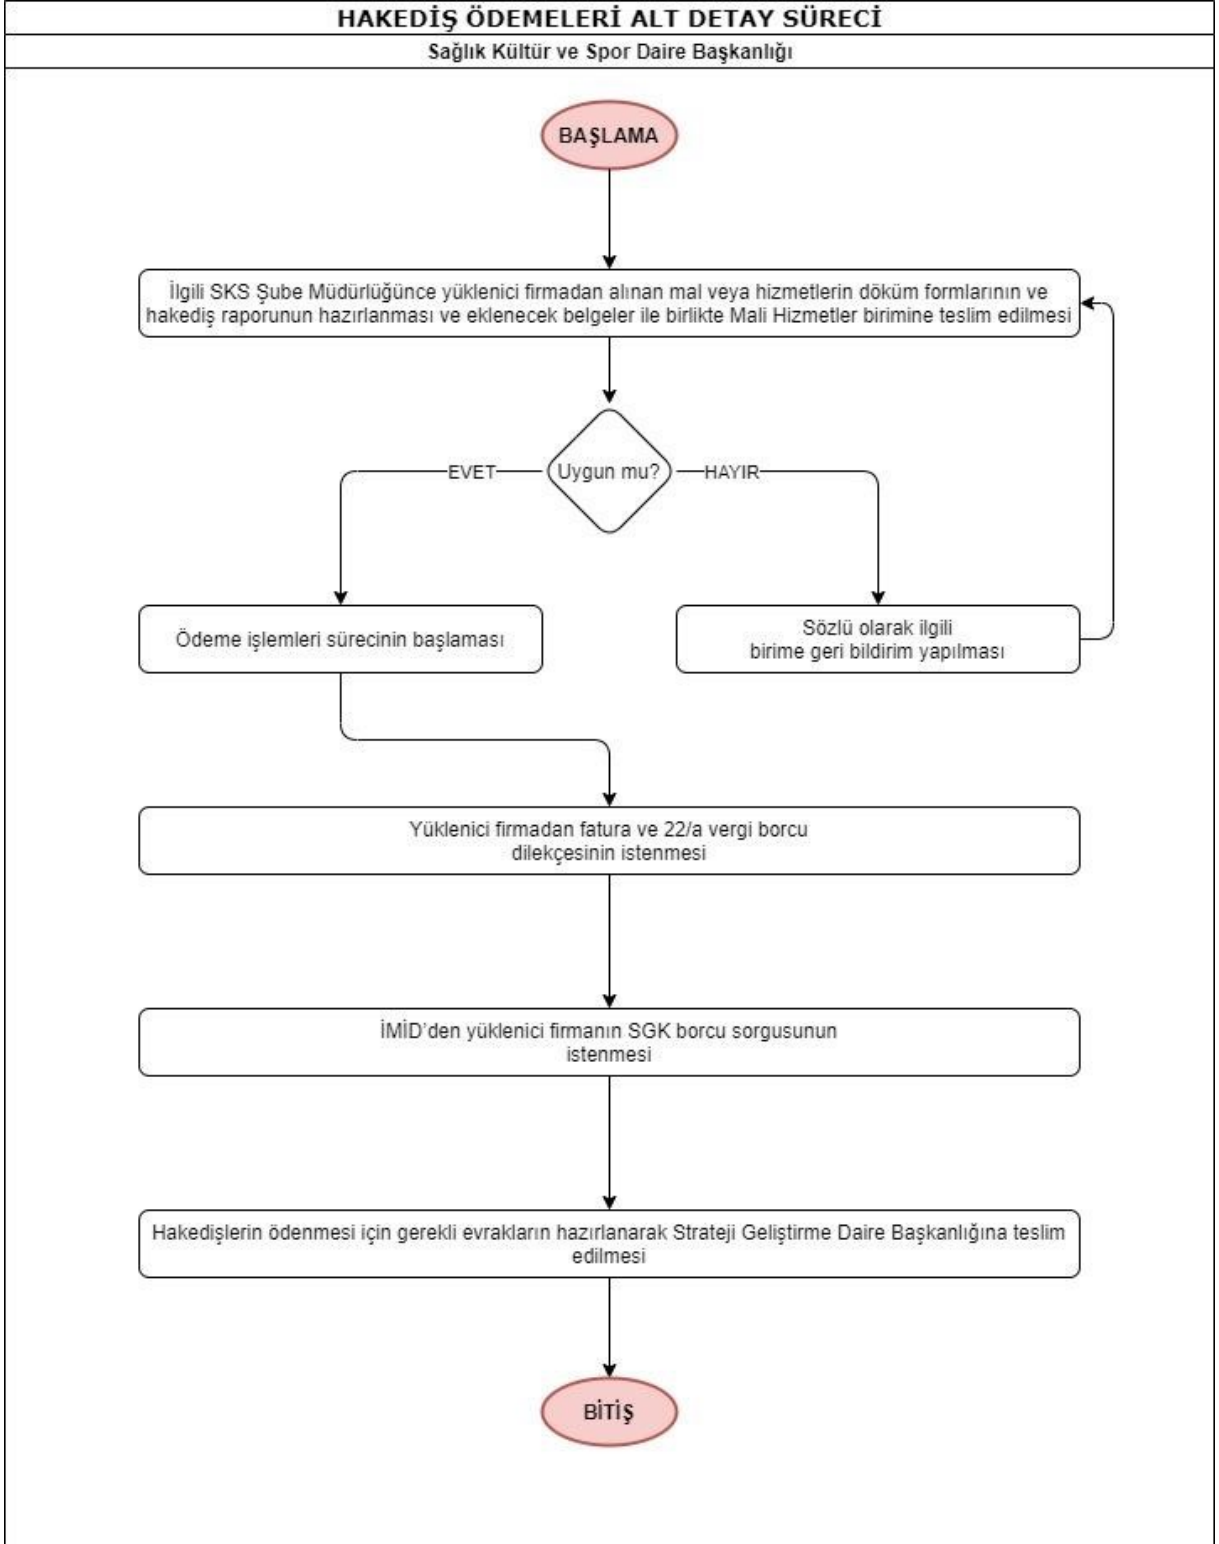 HAKEDİŞ ÖDEMELERİ ALT DETAY SÜRECİ
Sağlık Kültür ve Spor Daire Başkanlığı
BAŞLAMA
İlgili SKS Şube Müdürlüğünce yüklenici firmadan alınan mal veya hizmetlerin döküm formlarının ve
hakediş raporunun hazırlanması ve eklenecek belgeler ile birlikte Mali Hizmetler birimine teslim edilmesi
EVET
Uygun mu?
HAYIR
Ödeme işlemleri sürecinin başlaması
Sözlü olarak ilgili
birime geri bildirim yapılması
Yüklenici firmadan fatura ve 22/a vergi borcu
dilekçesinin istenmesi
İMİD'den yüklenici firmanın SGK borcu sorgusunun
istenmesi
Hakedişlerin ödenmesi için gerekli evrakların hazırlanarak Strateji Geliştirme Daire Başkanlığına teslim
edilmesi
BİTİŞ